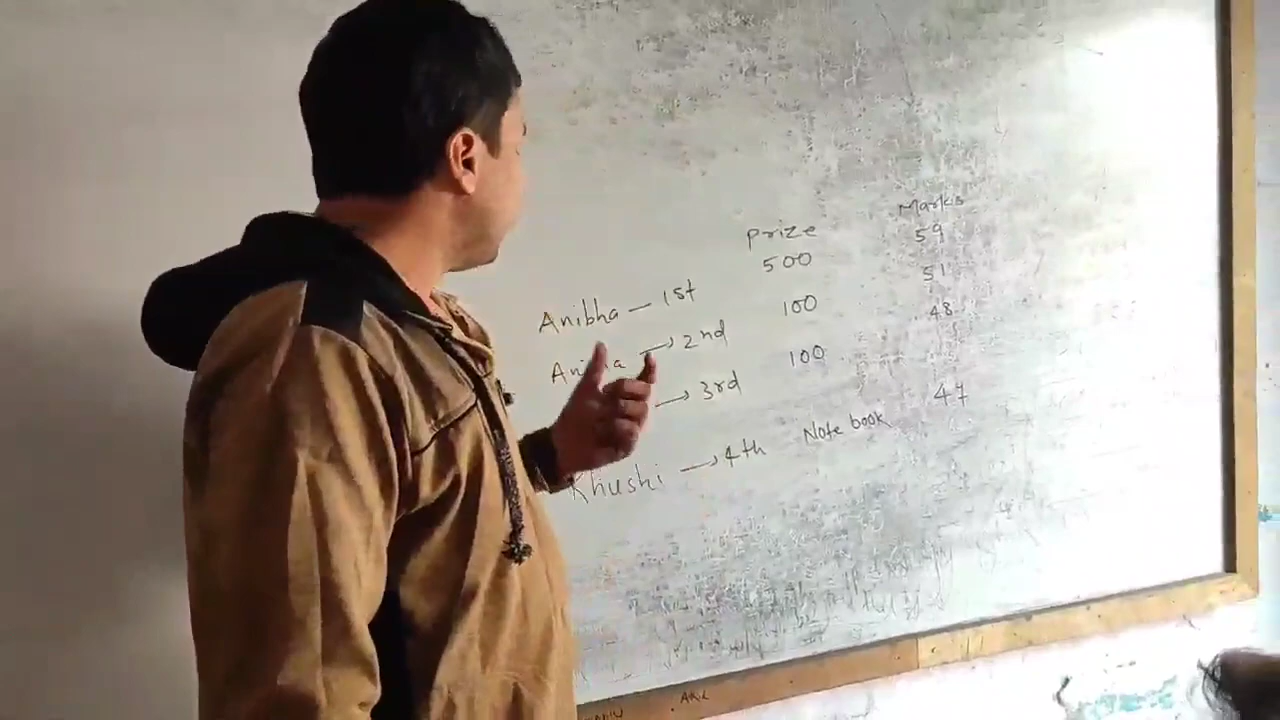 Prize Marks
Anibha — 1st 500 59
2nd 100 51
→ 3rd 100 48
Khushi → 4th Note book 47